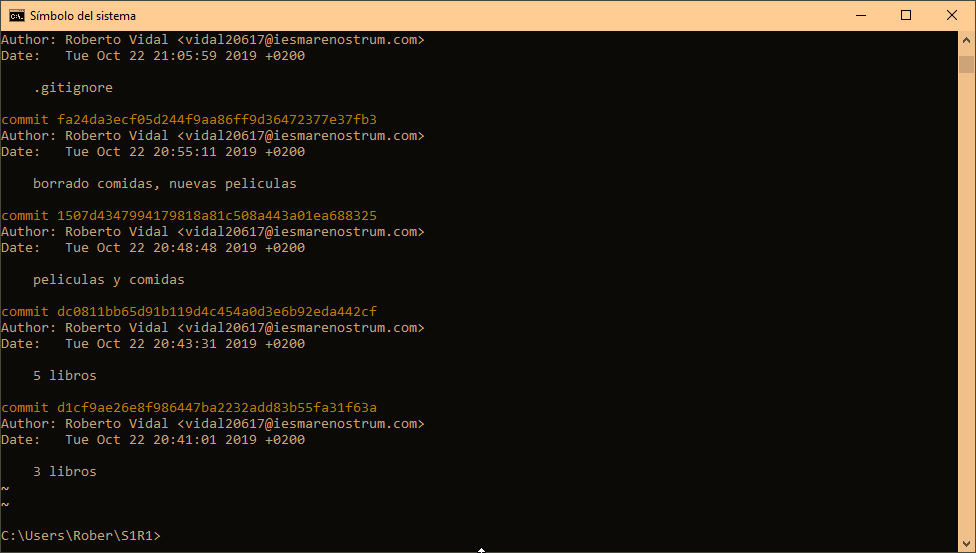 Símbolo del sistema
Author: Roberto Vidal <vidal20617@iesmarenostrum.com>
Date:   Tue Oct 22 21:05:59 2019 +0200
.gitignore
commit fa24da3ecf05d244f9aa86ff9d36472377e37fb3
Author: Roberto Vidal <vidal20617@iesmarenostrum.com>
Date:   Tue Oct 22 20:55:11 2019 +0200
borrado comidas, nuevas peliculas
commit 1507d4347994179818a81c508a443a01ea688325
Author: Roberto Vidal <vidal20617@iesmarenostrum.com>
Date:   Tue Oct 22 20:48:48 2019 +0200
peliculas y comidas
commit dc0811bb65d91b119d4c454a0d3e6b92eda442cf
Author: Roberto Vidal <vidal20617@iesmarenostrum.com>
Date:   Tue Oct 22 20:43:31 2019 +0200
5 libros
commit d1cf9ae26e8f986447ba2232add83b55fa31f63a
Author: Roberto Vidal <vidal20617@iesmarenostrum.com>
Date:   Tue Oct 22 20:41:01 2019 +0200
3 libros
~
~
C:\Users\Rober\S1R1>